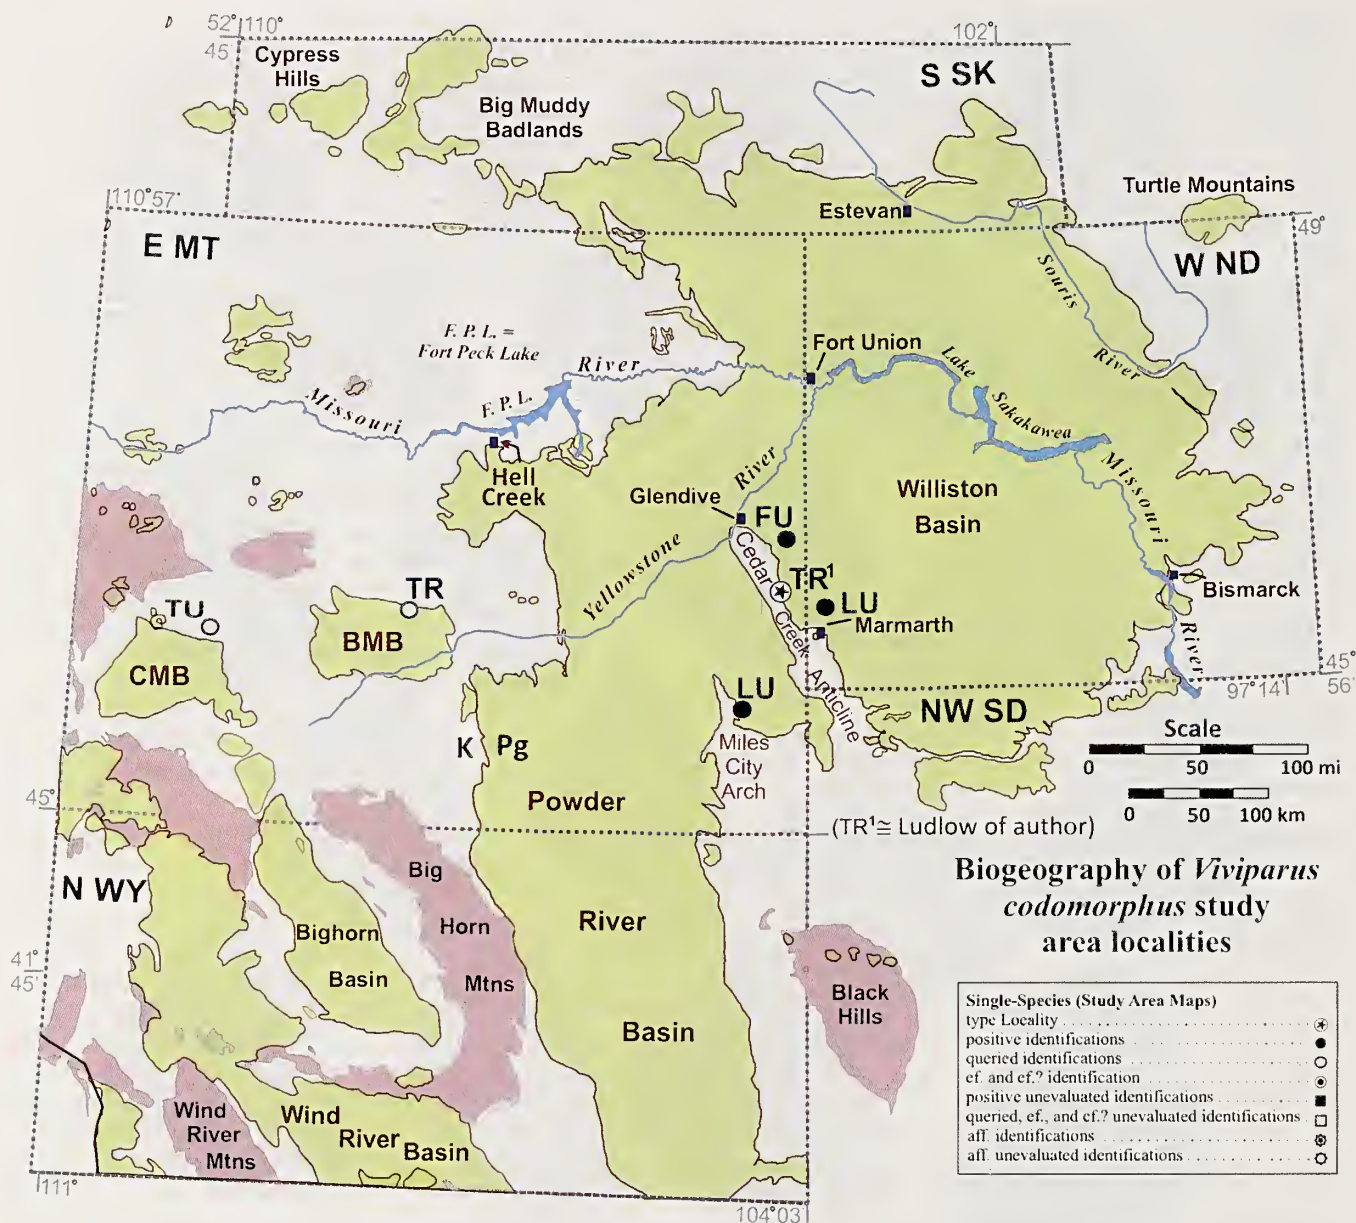 52° 110°
45'
102°
Cypress
Hills
S SK
Big Muddy
Badlands
Turtle Mountains
110°57'
Estevan
49°
E MT
W ND
Souris
River
F. P. L. =
Fort Peck Lake
Fort Union
River
Lake
Sakakawea
F. P. L.
Missouri
Missouri
River
Hell
Creek
Williston
Basin
Glendive
River
Yellowstone
FU
Cedar
Creek
Anticline
TR¹
LU
Marmarth
Bismarck
TR
TU
BMB
CMB
LU
NW SD
45°
56'
97°14'
K Pg
Miles
City
Arch
Scale
0 50 100 mi
0 50 100 km
45°
Powder
(TR¹≅ Ludlow of author)
N WY
Big
Horn
Mtns
Bighorn
Basin
River
Basin
41°
45'
Black
Hills
Wind
River
Mtns
Wind
River
Basin
111°
104°03'
Biogeography of Viviparus
codomorphus study
area localities
Single-Species (Study Area Maps)
type Locality
positive identifications
queried identifications
cf. and cf.? identification
positive unevaluated identifications
queried, cf., and cf.? unevaluated identifications
aff. identifications
aff. unevaluated identifications